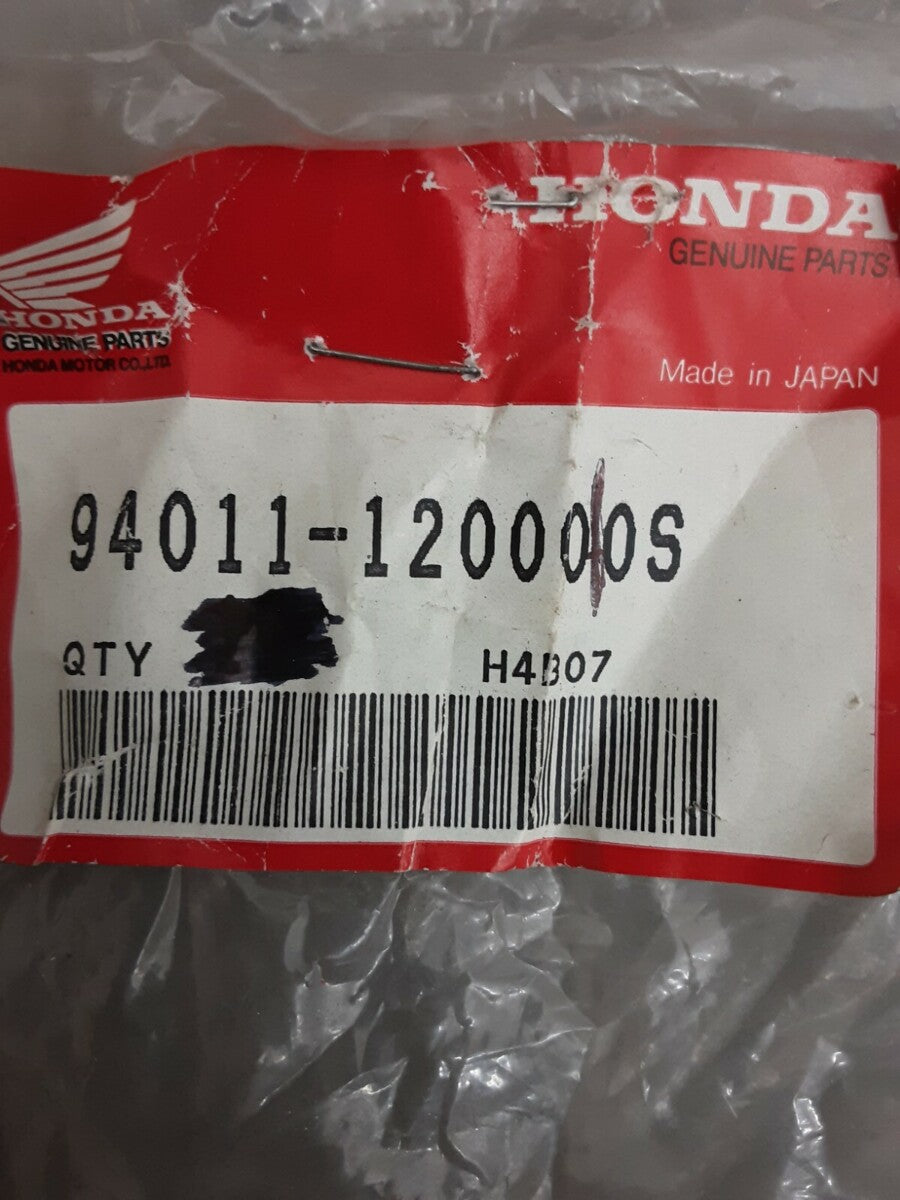 HONDA
GENUINE PARTS
HONDA
GENUINE PARTS
HONDA MOTOR CO.,LTD.
Made in JAPAN
94011-120000S
QTY
H4B07